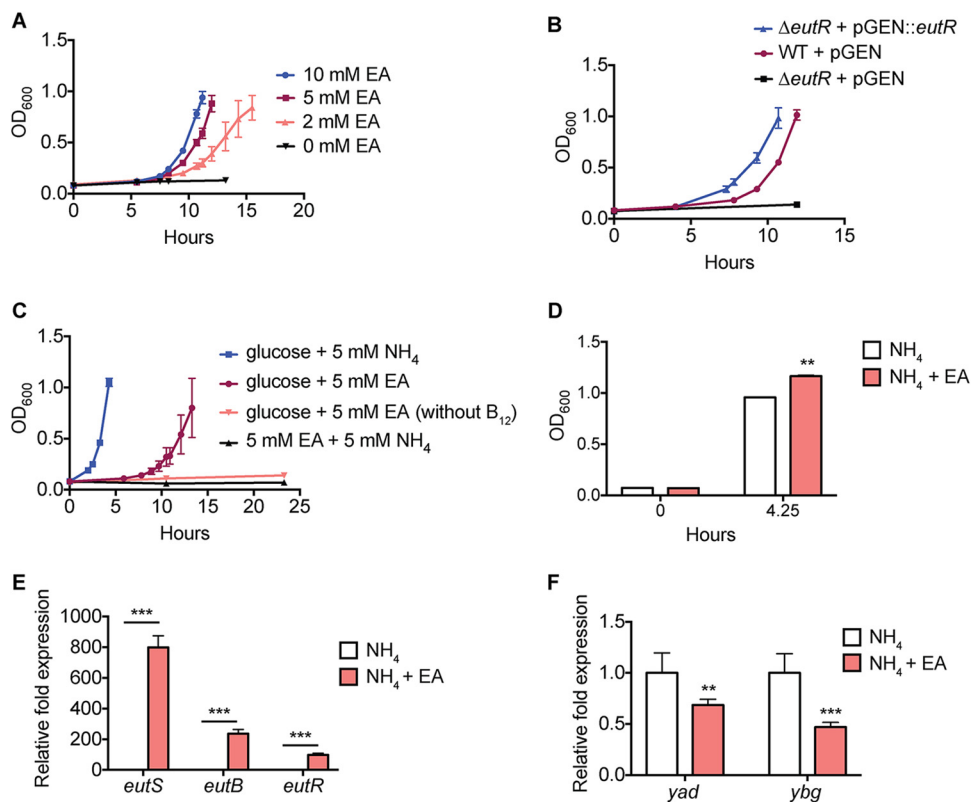 A
1.5
1.0
0.5
0.0
OD600
0
5
10
15
20
Hours
10 mM EA
5 mM EA
2 mM EA
0 mM EA
B
ΔeutR + pGEN::eutR
WT + pGEN
ΔeutR + pGEN
1.5
1.0
0.5
0.0
OD600
0
5
10
15
Hours
C
1.5
1.0
0.5
0.0
OD600
0
5
10
15
20
25
Hours
glucose + 5 mM NH4
glucose + 5 mM EA
glucose + 5 mM EA (without B12)
5 mM EA + 5 mM NH4
D
1.5
1.0
0.5
0.0
OD600
**
0
4.25
Hours
NH4
NH4 + EA
E
1000
800
600
400
200
0
Relative fold expression
***
***
***
eutS
eutB
eutR
NH4
NH4 + EA
F
1.5
1.0
0.5
0.0
Relative fold expression
**
***
yad
ybg
NH4
NH4 + EA